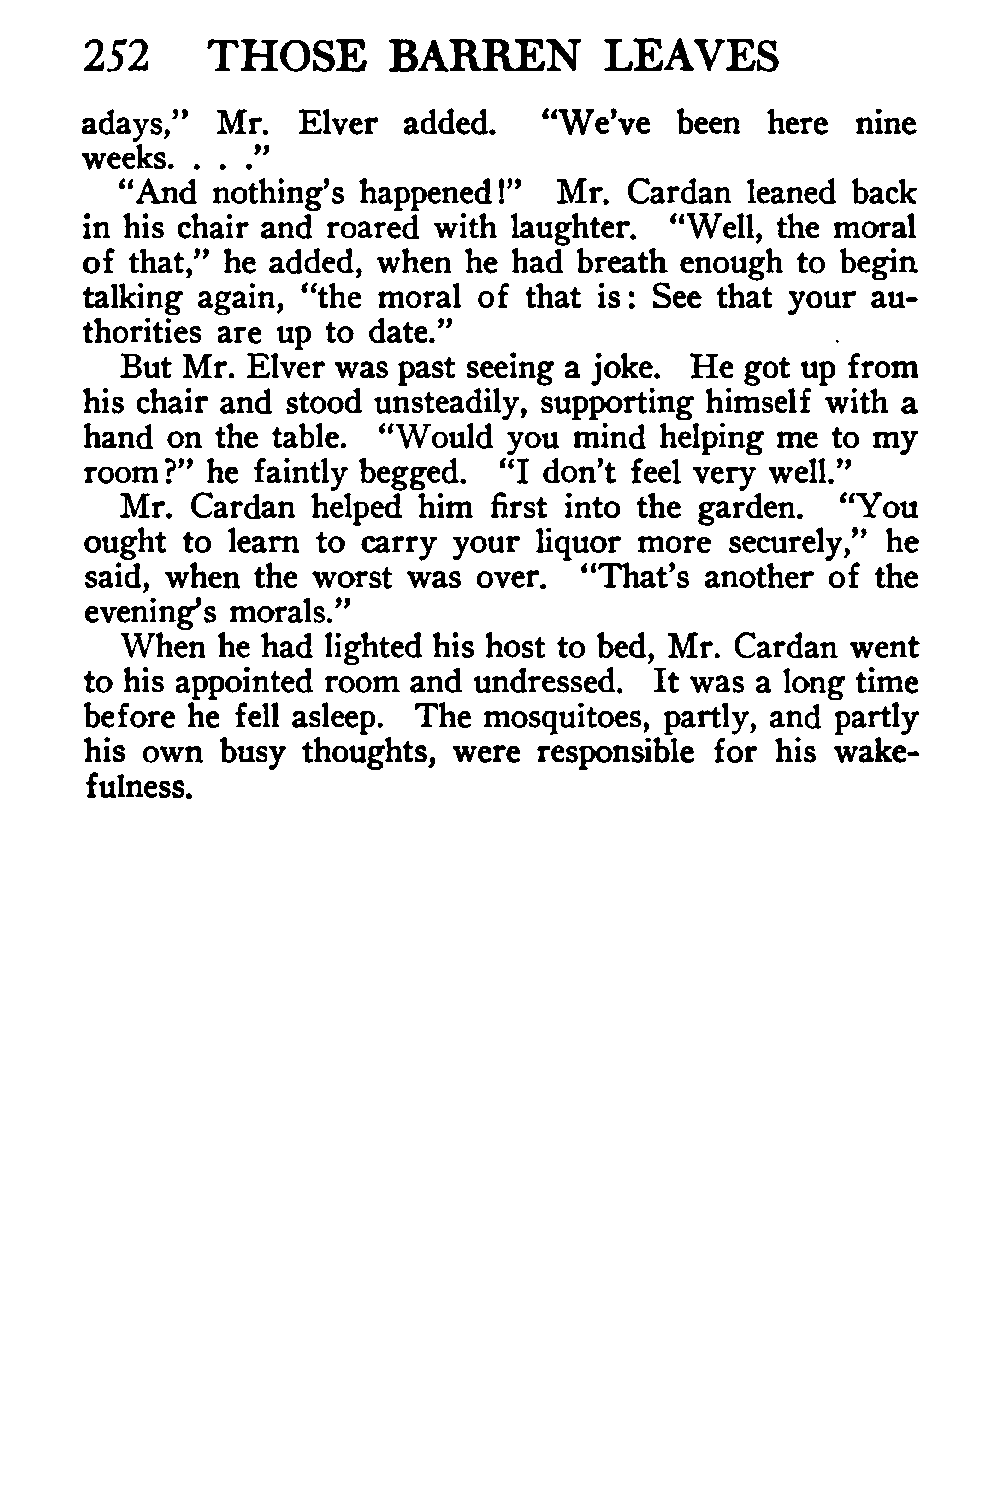 252 THOSE BARREN LEAVES
adays,” Mr. Elver added. “We’ve been here nine
weeks. . . .”
“And nothing’s happened!” Mr. Cardan leaned back
in his chair and roared with laughter. “Well, the moral
of that,” he added, when he had breath enough to begin
talking again, “the moral of that is: See that your au-
thorities are up to date.”
But Mr. Elver was past seeing a joke. He got up from
his chair and stood unsteadily, supporting himself with a
hand on the table. “Would you mind helping me to my
room?” he faintly begged. “I don’t feel very well.”
Mr. Cardan helped him first into the garden. “You
ought to learn to carry your liquor more securely,” he
said, when the worst was over. “That’s another of the
evening’s morals.”
When he had lighted his host to bed, Mr. Cardan went
to his appointed room and undressed. It was a long time
before he fell asleep. The mosquitoes, partly, and partly
his own busy thoughts, were responsible for his wake-
fulness.